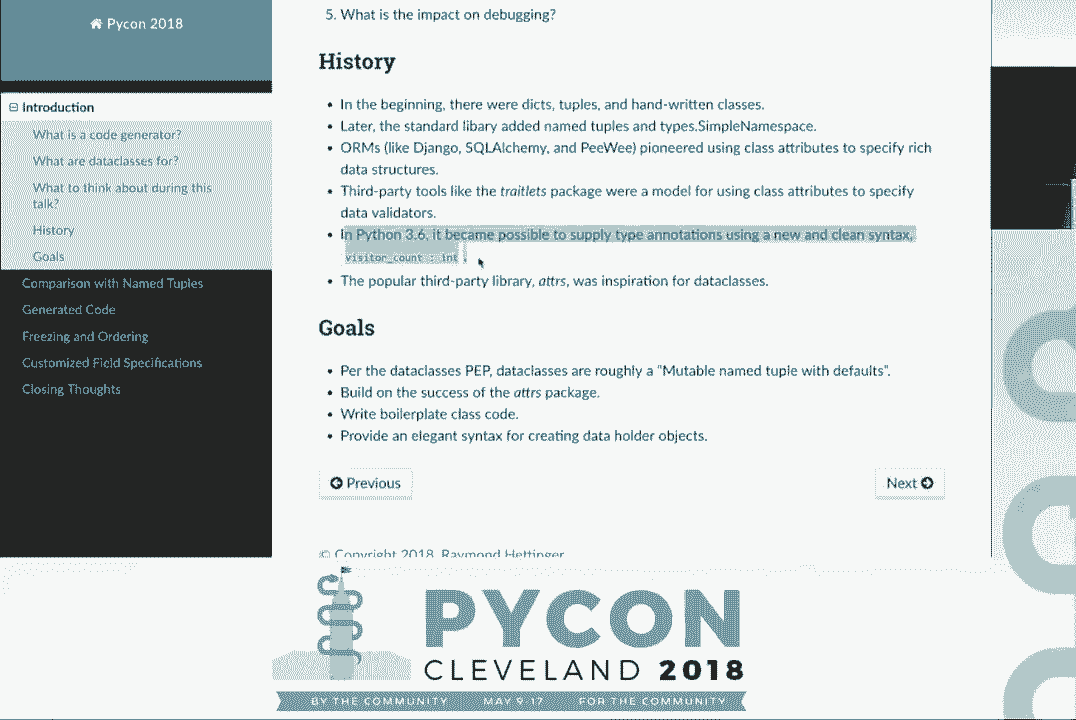 Pycon 2018
Introduction
What is a code generator?
What are dataclasses for?
What to think about during this
talk?
History
Goals
Comparison with Named Tuples
Generated Code
Freezing and Ordering
Customized Field Specifications
Closing Thoughts
5. What is the impact on debugging?
History
• In the beginning, there were dicts, tuples, and hand-written classes.
• Later, the standard libary added named tuples and types.SimpleNamespace.
• ORMs (like Django, SQLAlchemy, and PeeWee) pioneered using class attributes to specify rich
data structures.
• Third-party tools like the traitlets package were a model for using class attributes to specify
data validators.
• In Python 3.6, it became possible to supply type annotations using a new and clean syntax,
visitor_count : int .
• The popular third-party library, attrs, was inspiration for dataclasses.
Goals
• Per the dataclasses PEP, dataclasses are roughly a "Mutable named tuple with defaults".
• Build on the success of the attrs package.
• Write boilerplate class code.
• Provide an elegant syntax for creating data holder objects.
Previous
Next
© Copyright 2018, Raymond Hettinger
PYCON
CLEVELAND 2018
BY THE COMMUNITY MAY 9-17 FOR THE COMMUNITY